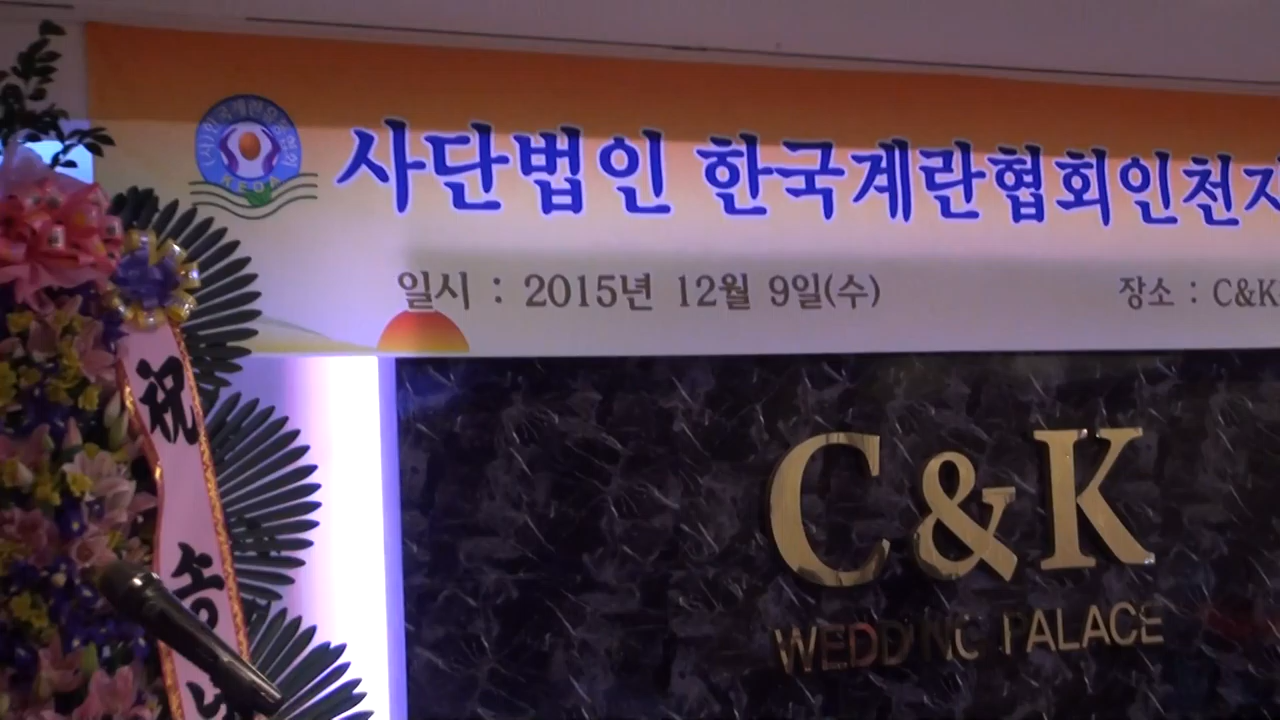 사단법인 한국계란협회인천지
일시 : 2015년 12월 9일(수)
장소 : C&K
C&K
WEDDING PALACE
祝
송